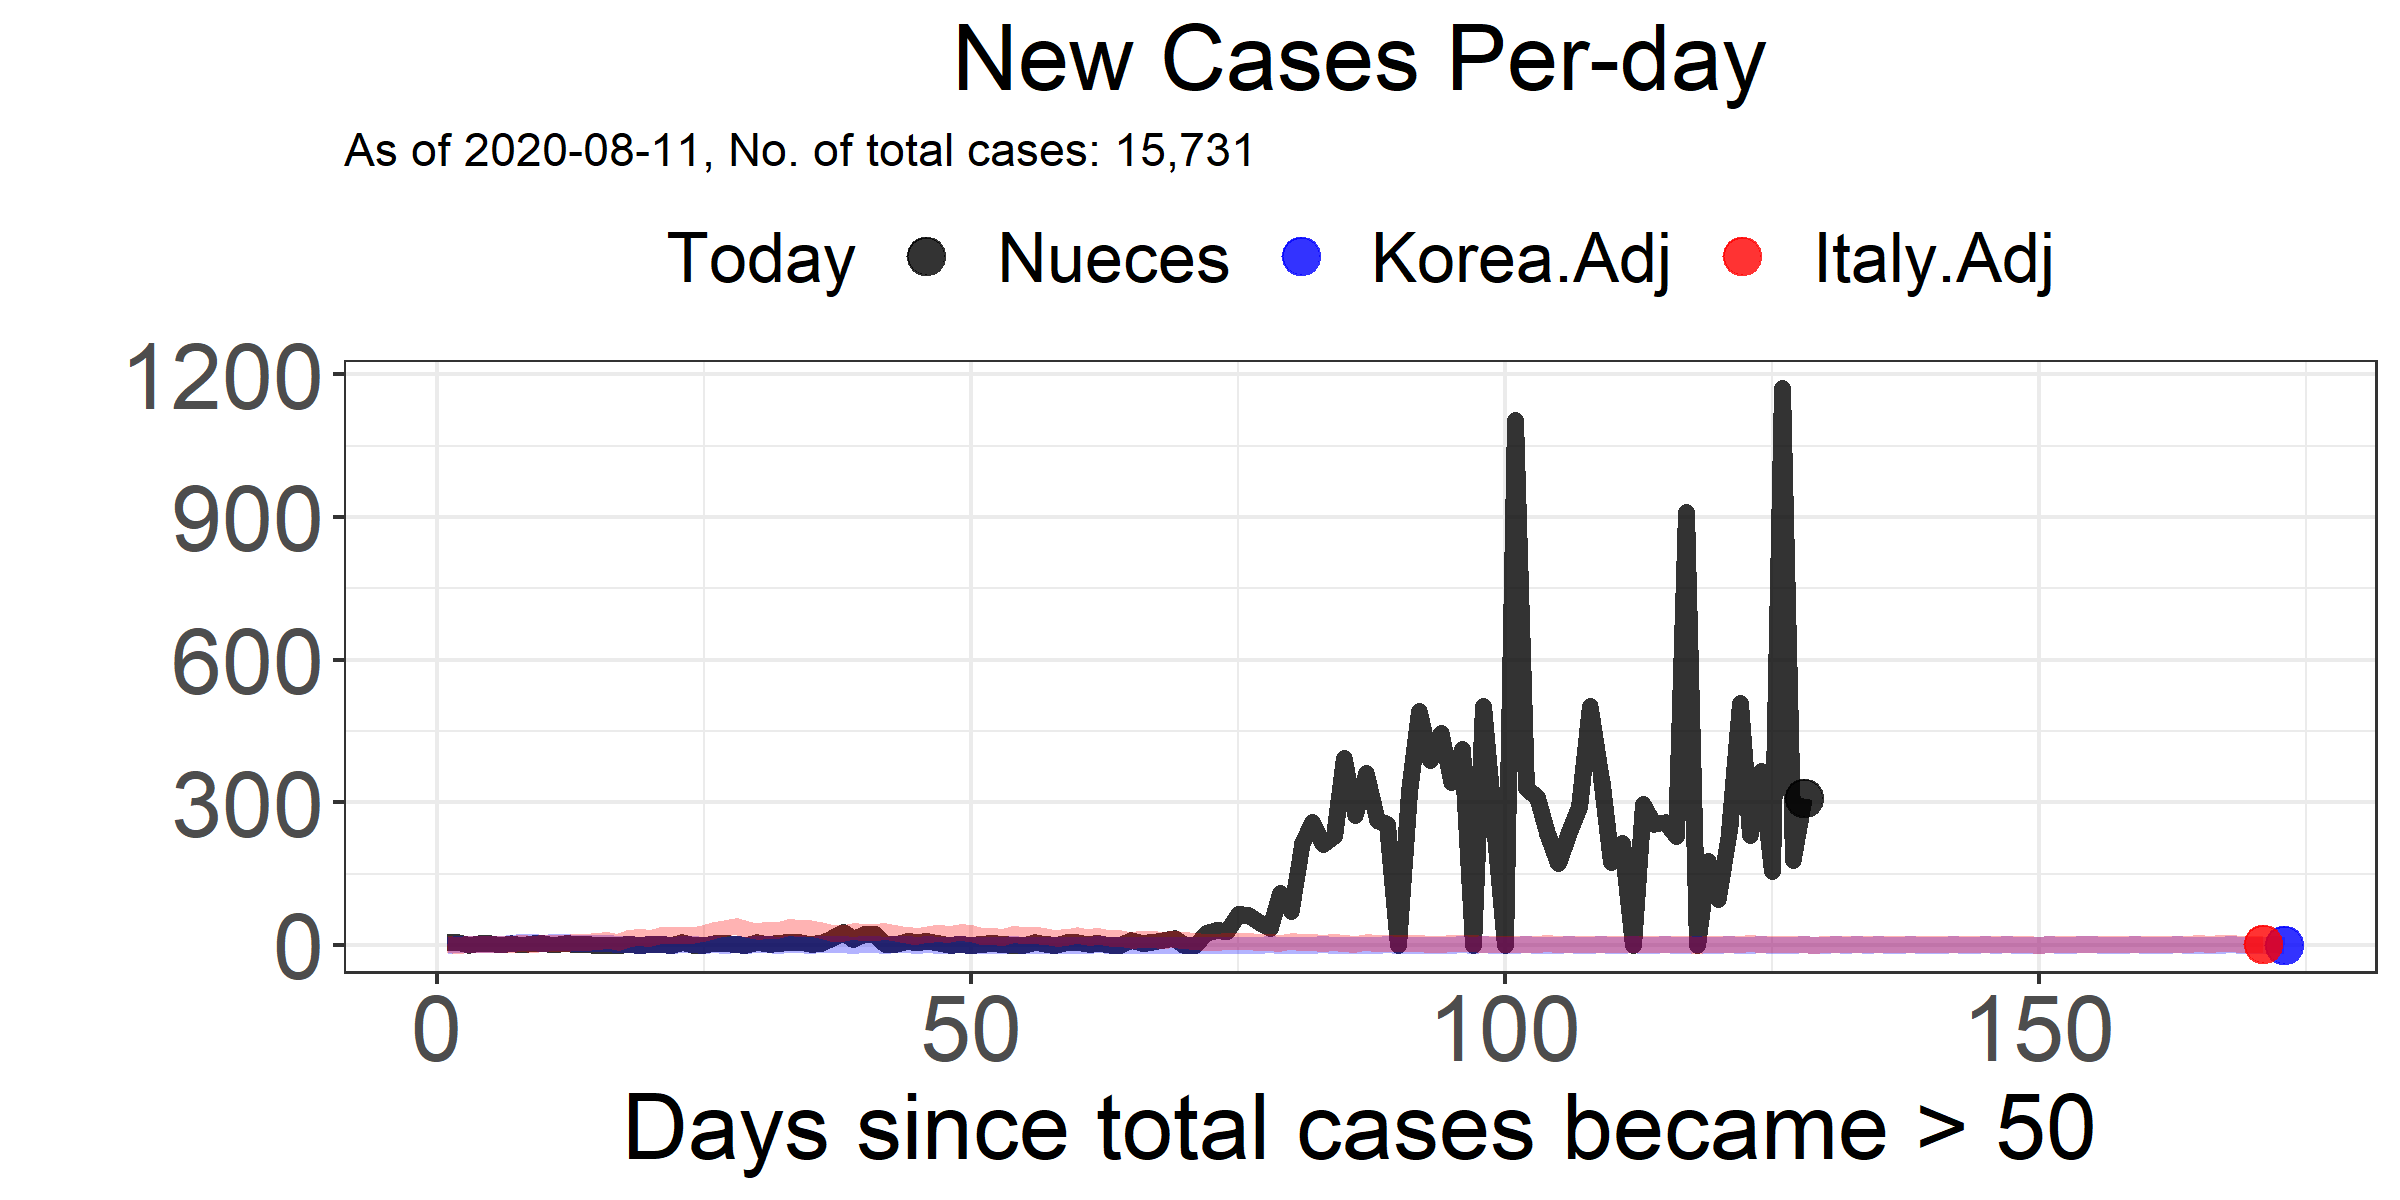 New Cases Per-day
As of 2020-08-11, No. of total cases: 15,731
Today Nueces Korea.Adj Italy.Adj
1200
900
600
300
0
0 50 100 150
Days since total cases became > 50